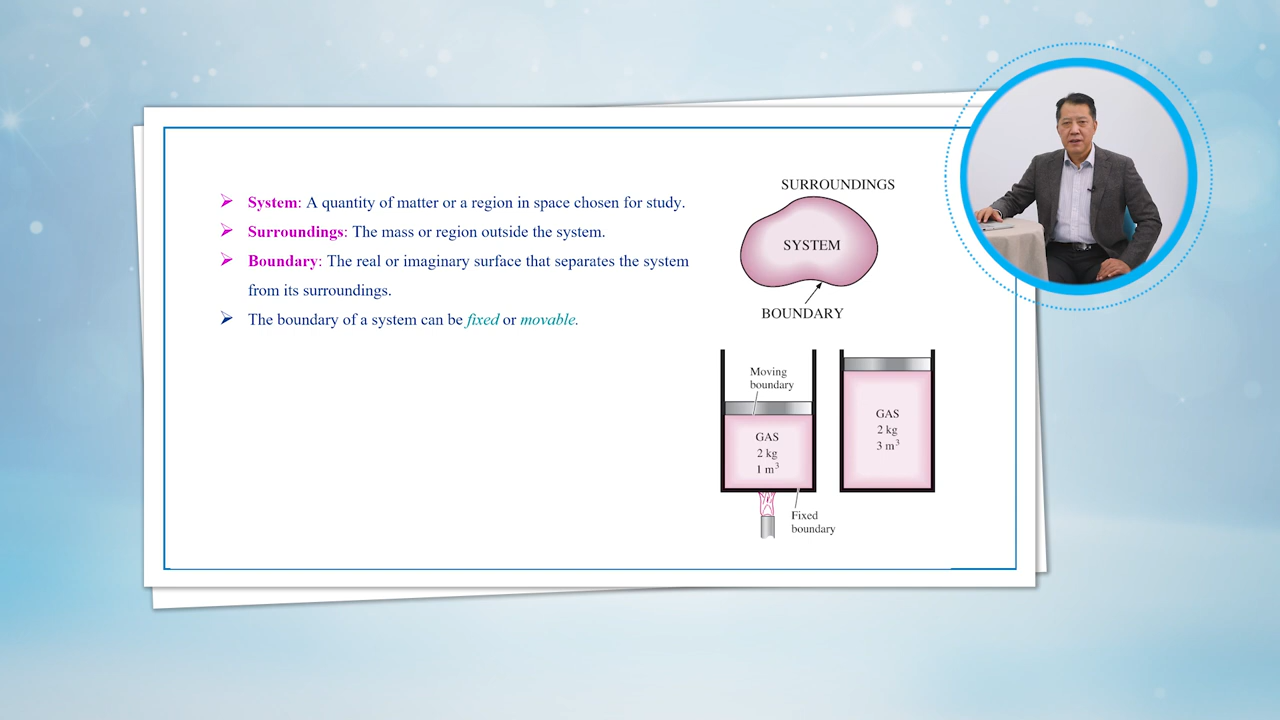 System: A quantity of matter or a region in space chosen for study.
Surroundings: The mass or region outside the system.
Boundary: The real or imaginary surface that separates the system
from its surroundings.
The boundary of a system can be fixed or movable.
SURROUNDINGS
SYSTEM
BOUNDARY
Moving
boundary
GAS
2 kg
1 m³
Fixed
boundary
GAS
2 kg
3 m³